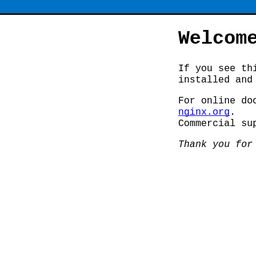 Welcome
If you see thi
installed and
For online doc
nginx.org.
Commercial sup
Thank you for